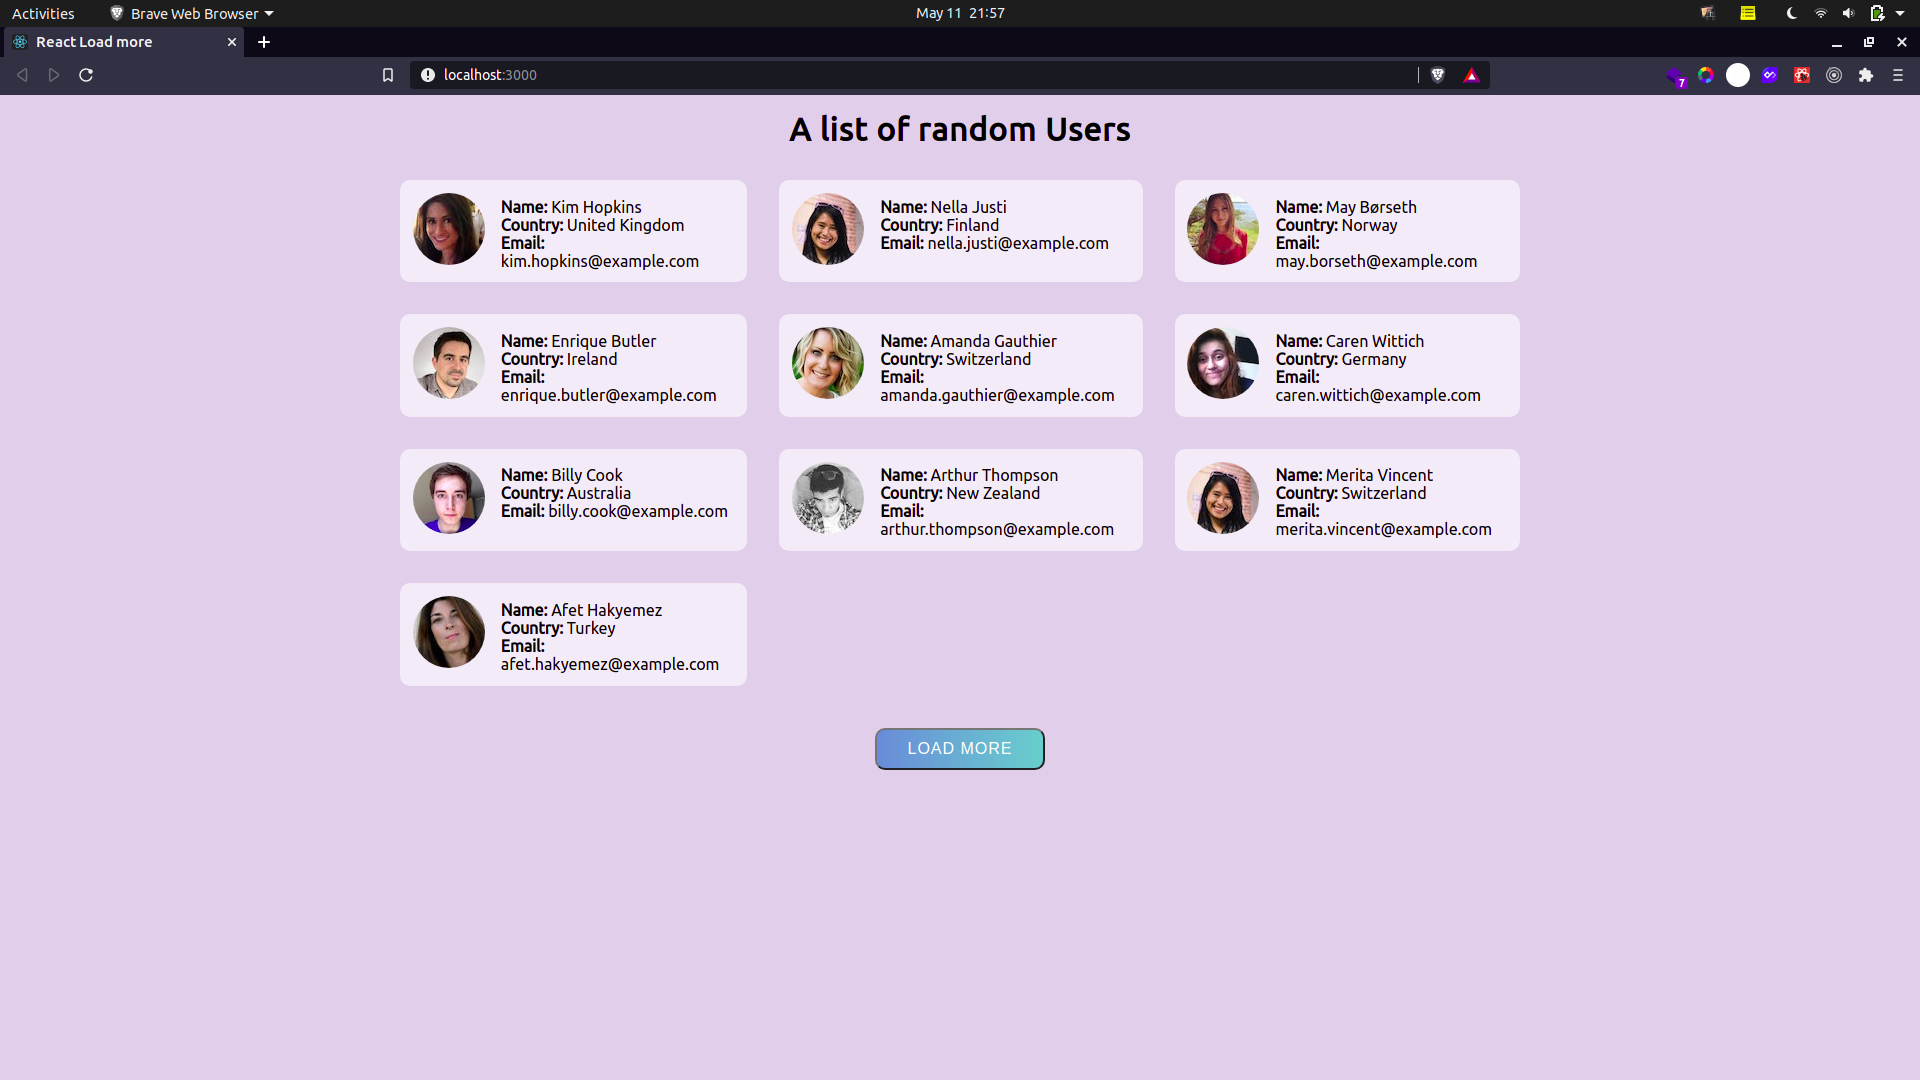 Activities
Brave Web Browser
May 11 21:57
React Load more
localhost:3000
7
A list of random Users
Name: Kim Hopkins
Country: United Kingdom
Email:
kim.hopkins@example.com
Name: Nella Justi
Country: Finland
Email: nella.justi@example.com
Name: May Børseth
Country: Norway
Email:
may.borseth@example.com
Name: Enrique Butler
Country: Ireland
Email:
enrique.butler@example.com
Name: Amanda Gauthier
Country: Switzerland
Email:
amanda.gauthier@example.com
Name: Caren Wittich
Country: Germany
Email:
caren.wittich@example.com
Name: Billy Cook
Country: Australia
Email: billy.cook@example.com
Name: Arthur Thompson
Country: New Zealand
Email:
arthur.thompson@example.com
Name: Merita Vincent
Country: Switzerland
Email:
merita.vincent@example.com
Name: Afet Hakyemez
Country: Turkey
Email:
afet.hakyemez@example.com
LOAD MORE